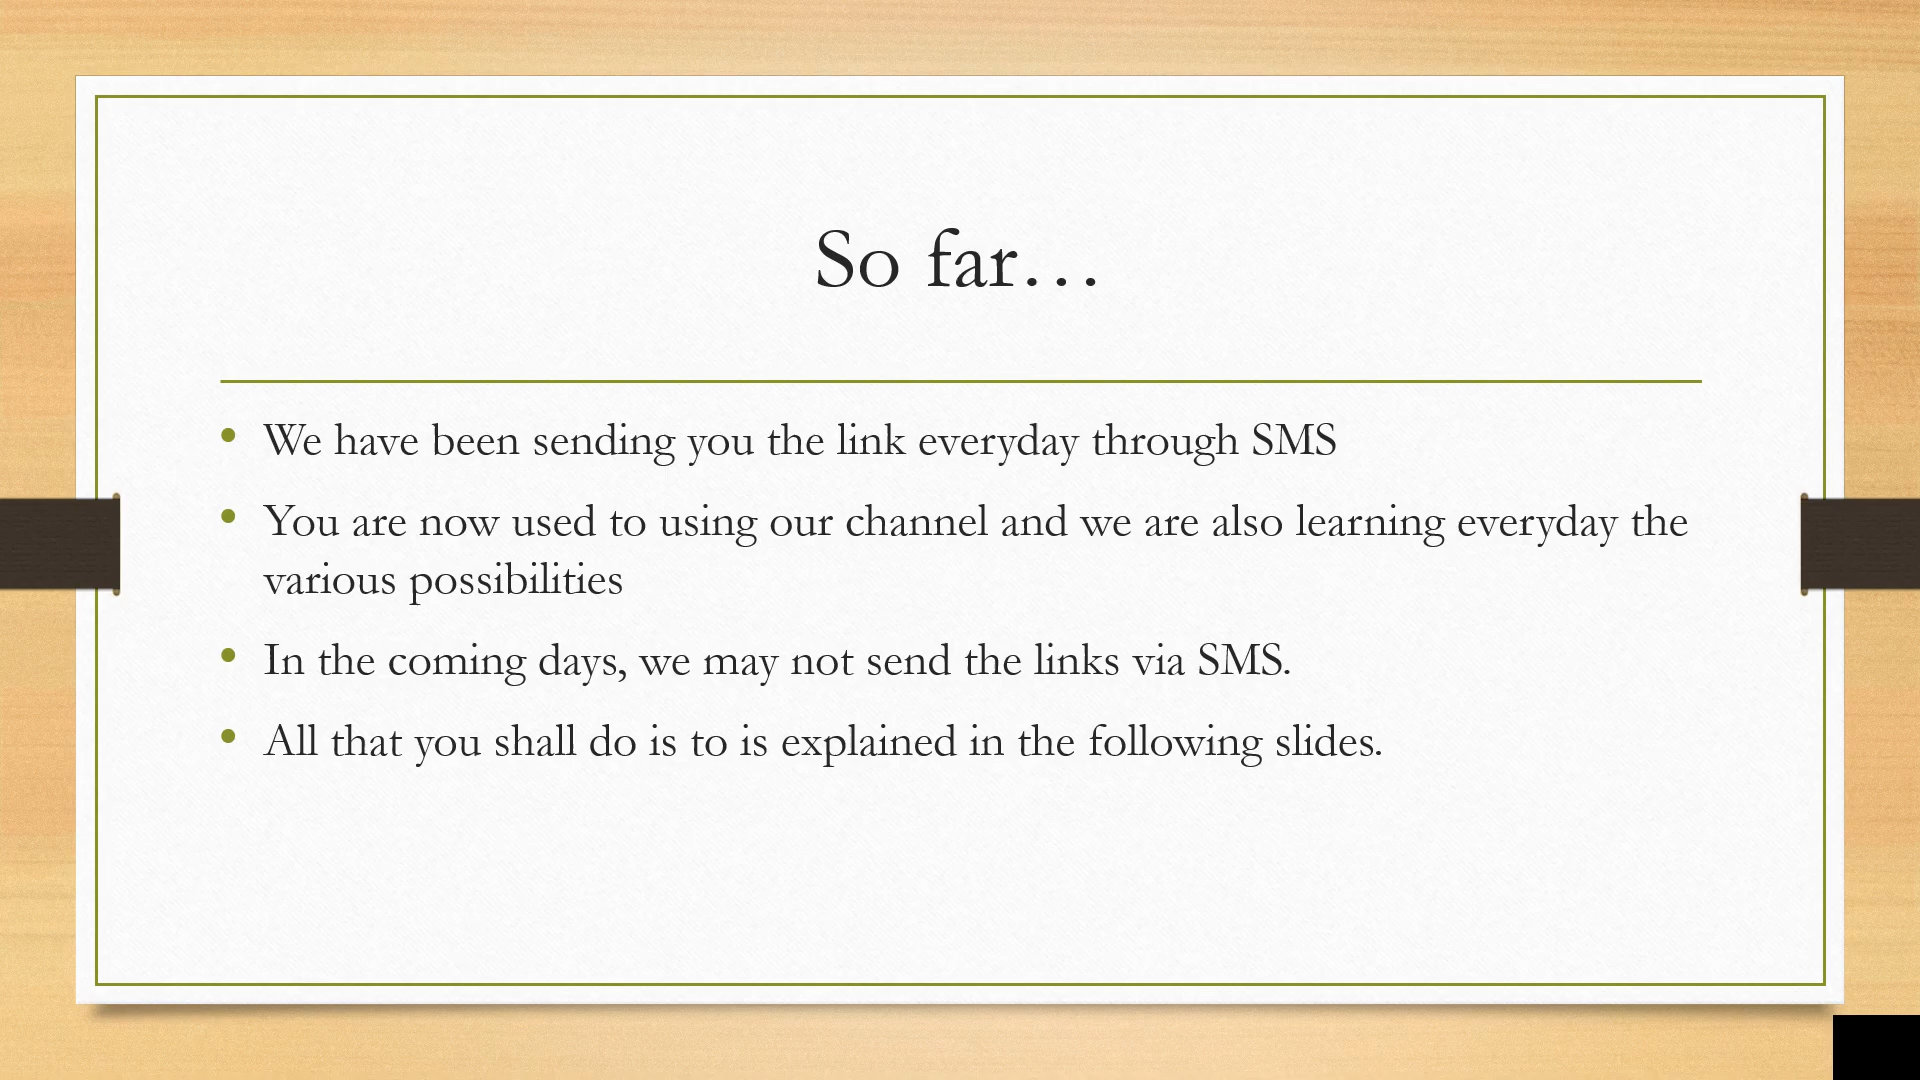 So far…
• We have been sending you the link everyday through SMS
• You are now used to using our channel and we are also learning everyday the
various possibilities
• In the coming days, we may not send the links via SMS.
• All that you shall do is to is explained in the following slides.